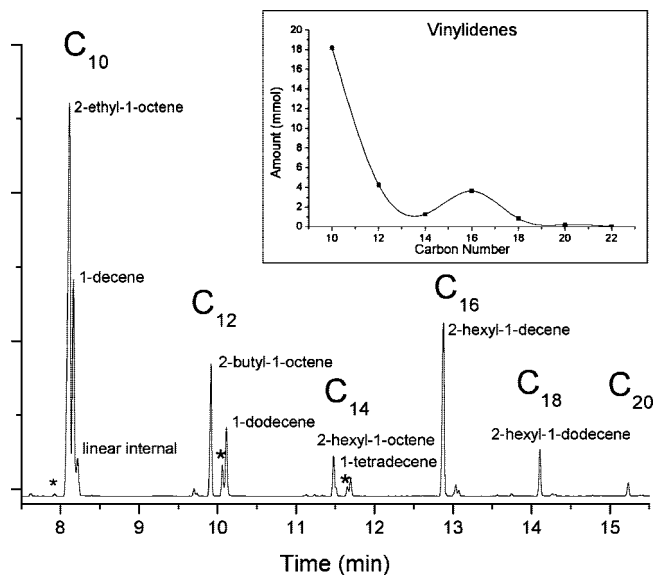 Vinylidenes
Amount (mmol)
20
18
16
14
12
10
8
6
4
2
0
10 12 14 16 18 20 22
Carbon Number
C10
2-ethyl-1-octene
1-decene
linear internal
*
C12
2-butyl-1-octene
*
1-dodecene
C14
2-hexyl-1-octene
*
1-tetradecene
C16
2-hexyl-1-decene
C18
2-hexyl-1-dodecene
C20
8 9 10 11 12 13 14 15
Time (min)